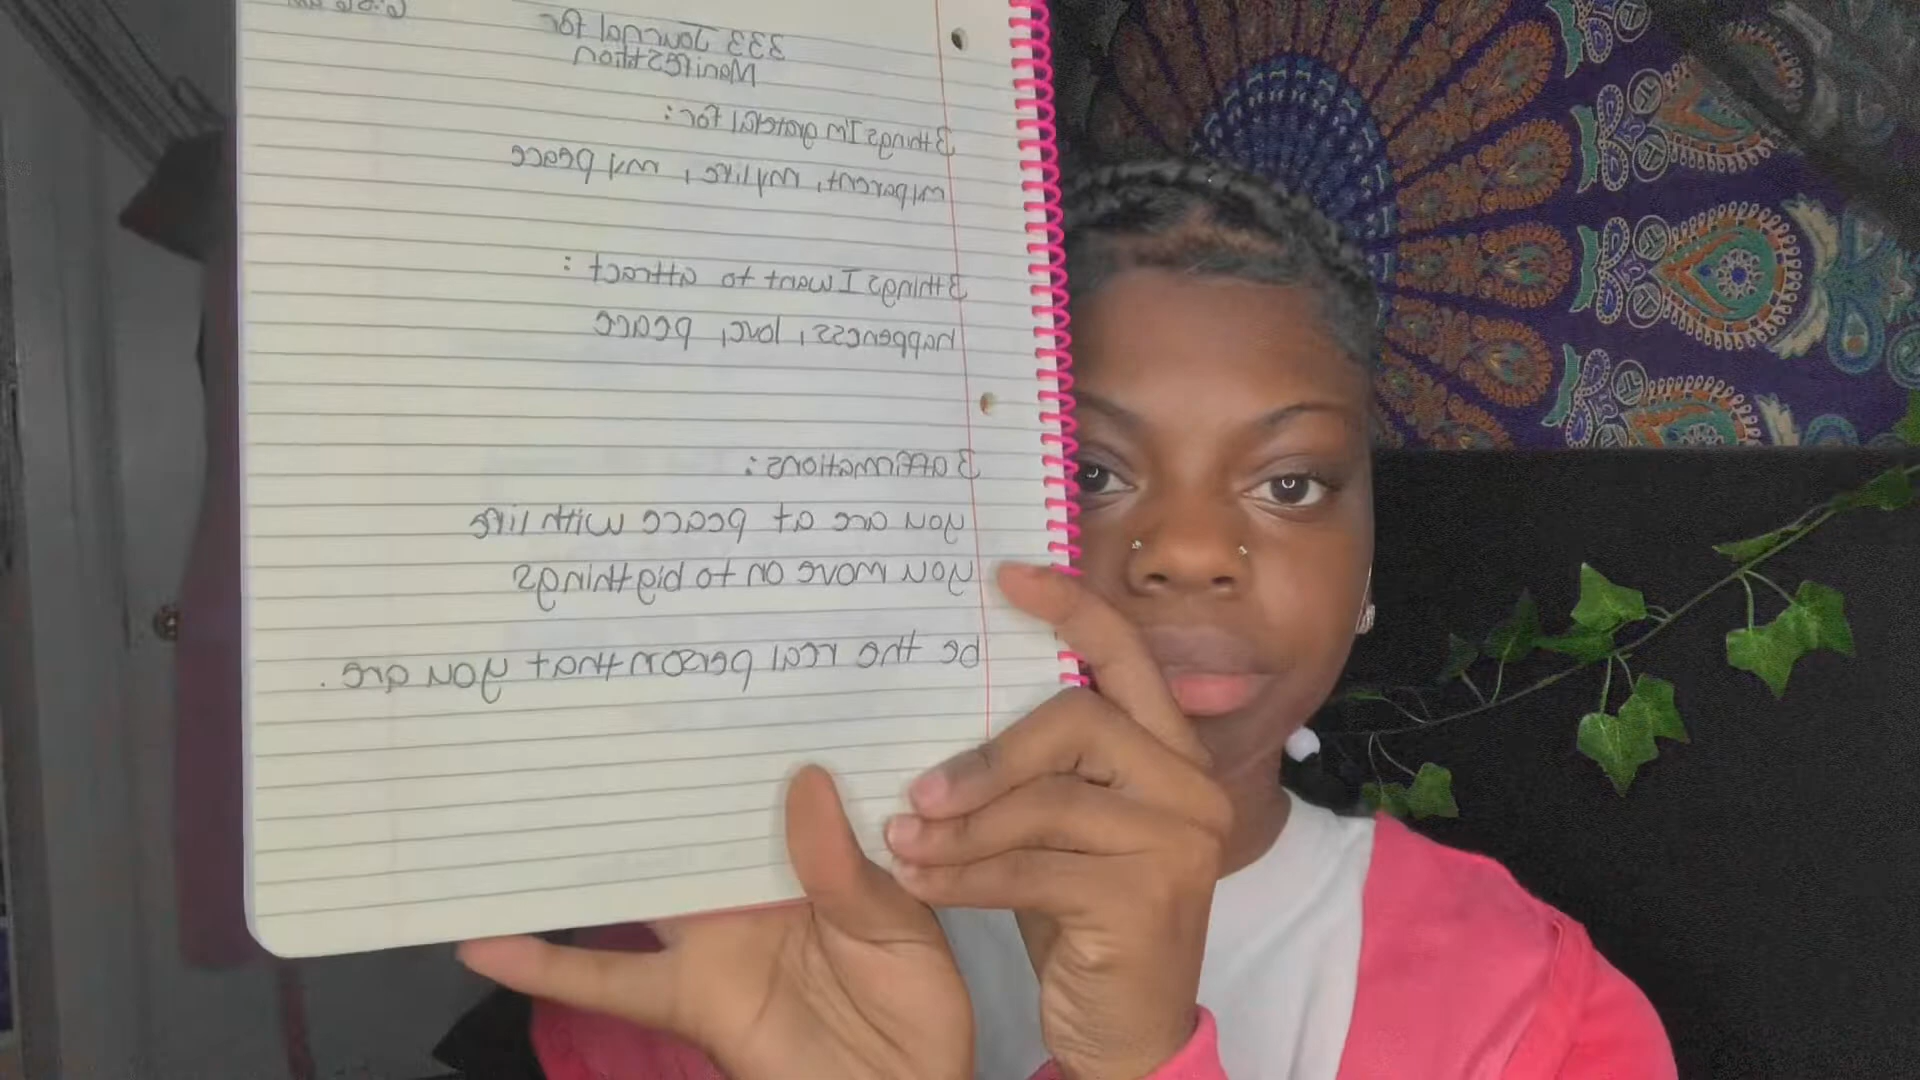 333 Journal for
Manifesttion
3 things I'm grateful for:
my parent, my life, my peace
3 things I want to attract:
happeness, love, peace
3 affirmations:
You are at peace with life
You move on to big things
be the real person that you are.